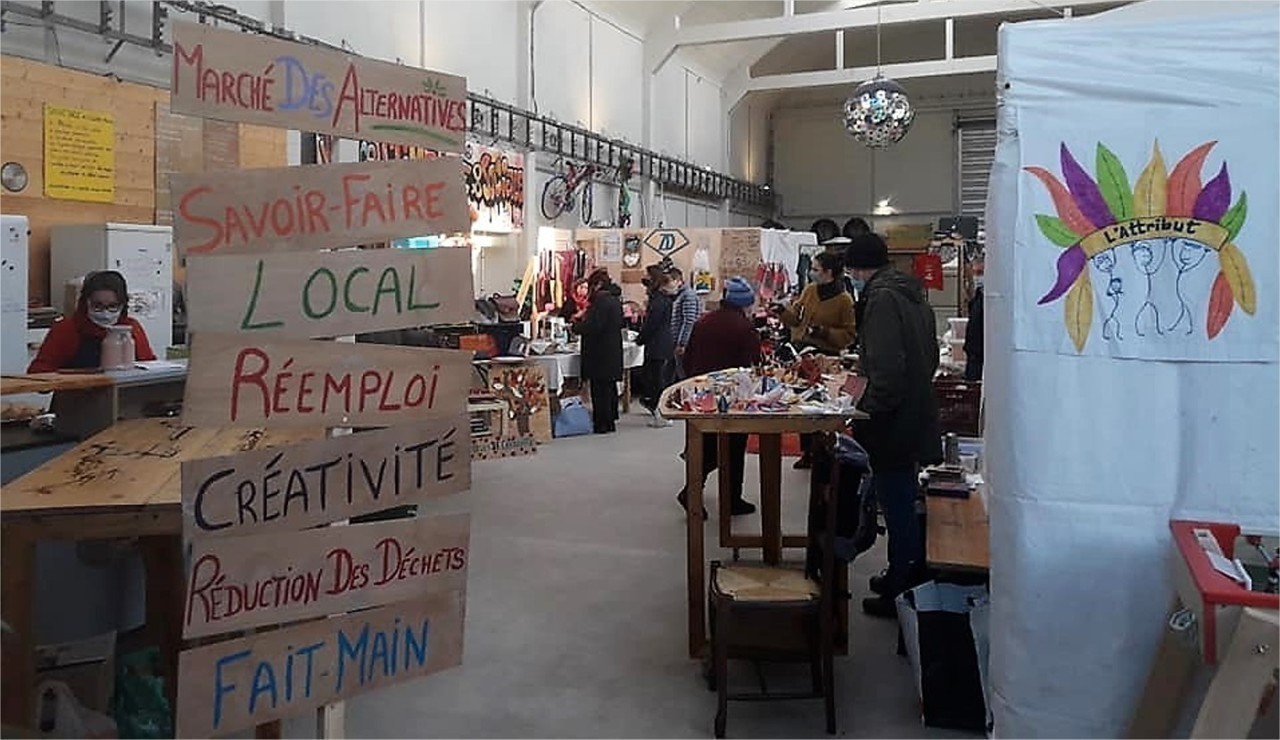 MARCHÉ DES ALTERNATIVES
SAVOIR-FAIRE
LOCAL
RÉEMPLOI
CRÉATIVITÉ
RÉDUCTION DES DÉCHETS
FAIT-MAIN
L'Attribut